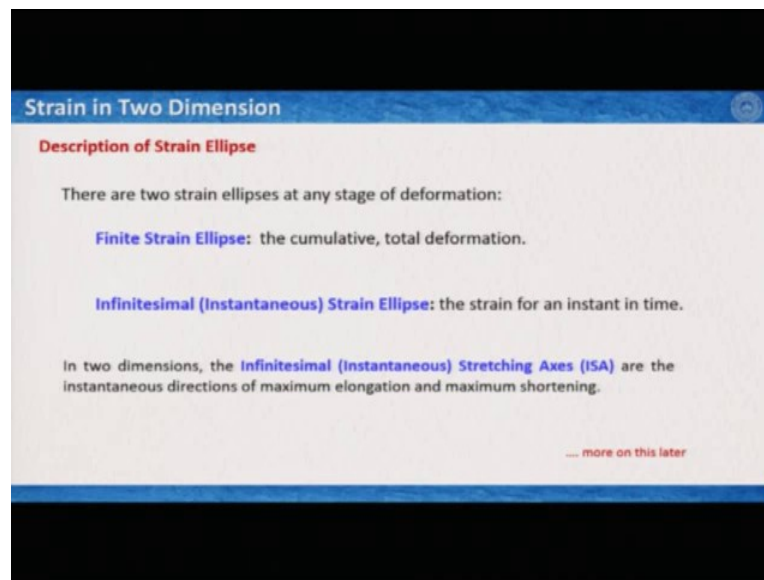 Strain in Two Dimension
Description of Strain Ellipse
There are two strain ellipses at any stage of deformation:
Finite Strain Ellipse: the cumulative, total deformation.
Infinitesimal (Instantaneous) Strain Ellipse: the strain for an instant in time.
In two dimensions, the Infinitesimal (Instantaneous) Stretching Axes (ISA) are the
instantaneous directions of maximum elongation and maximum shortening.
.... more on this later